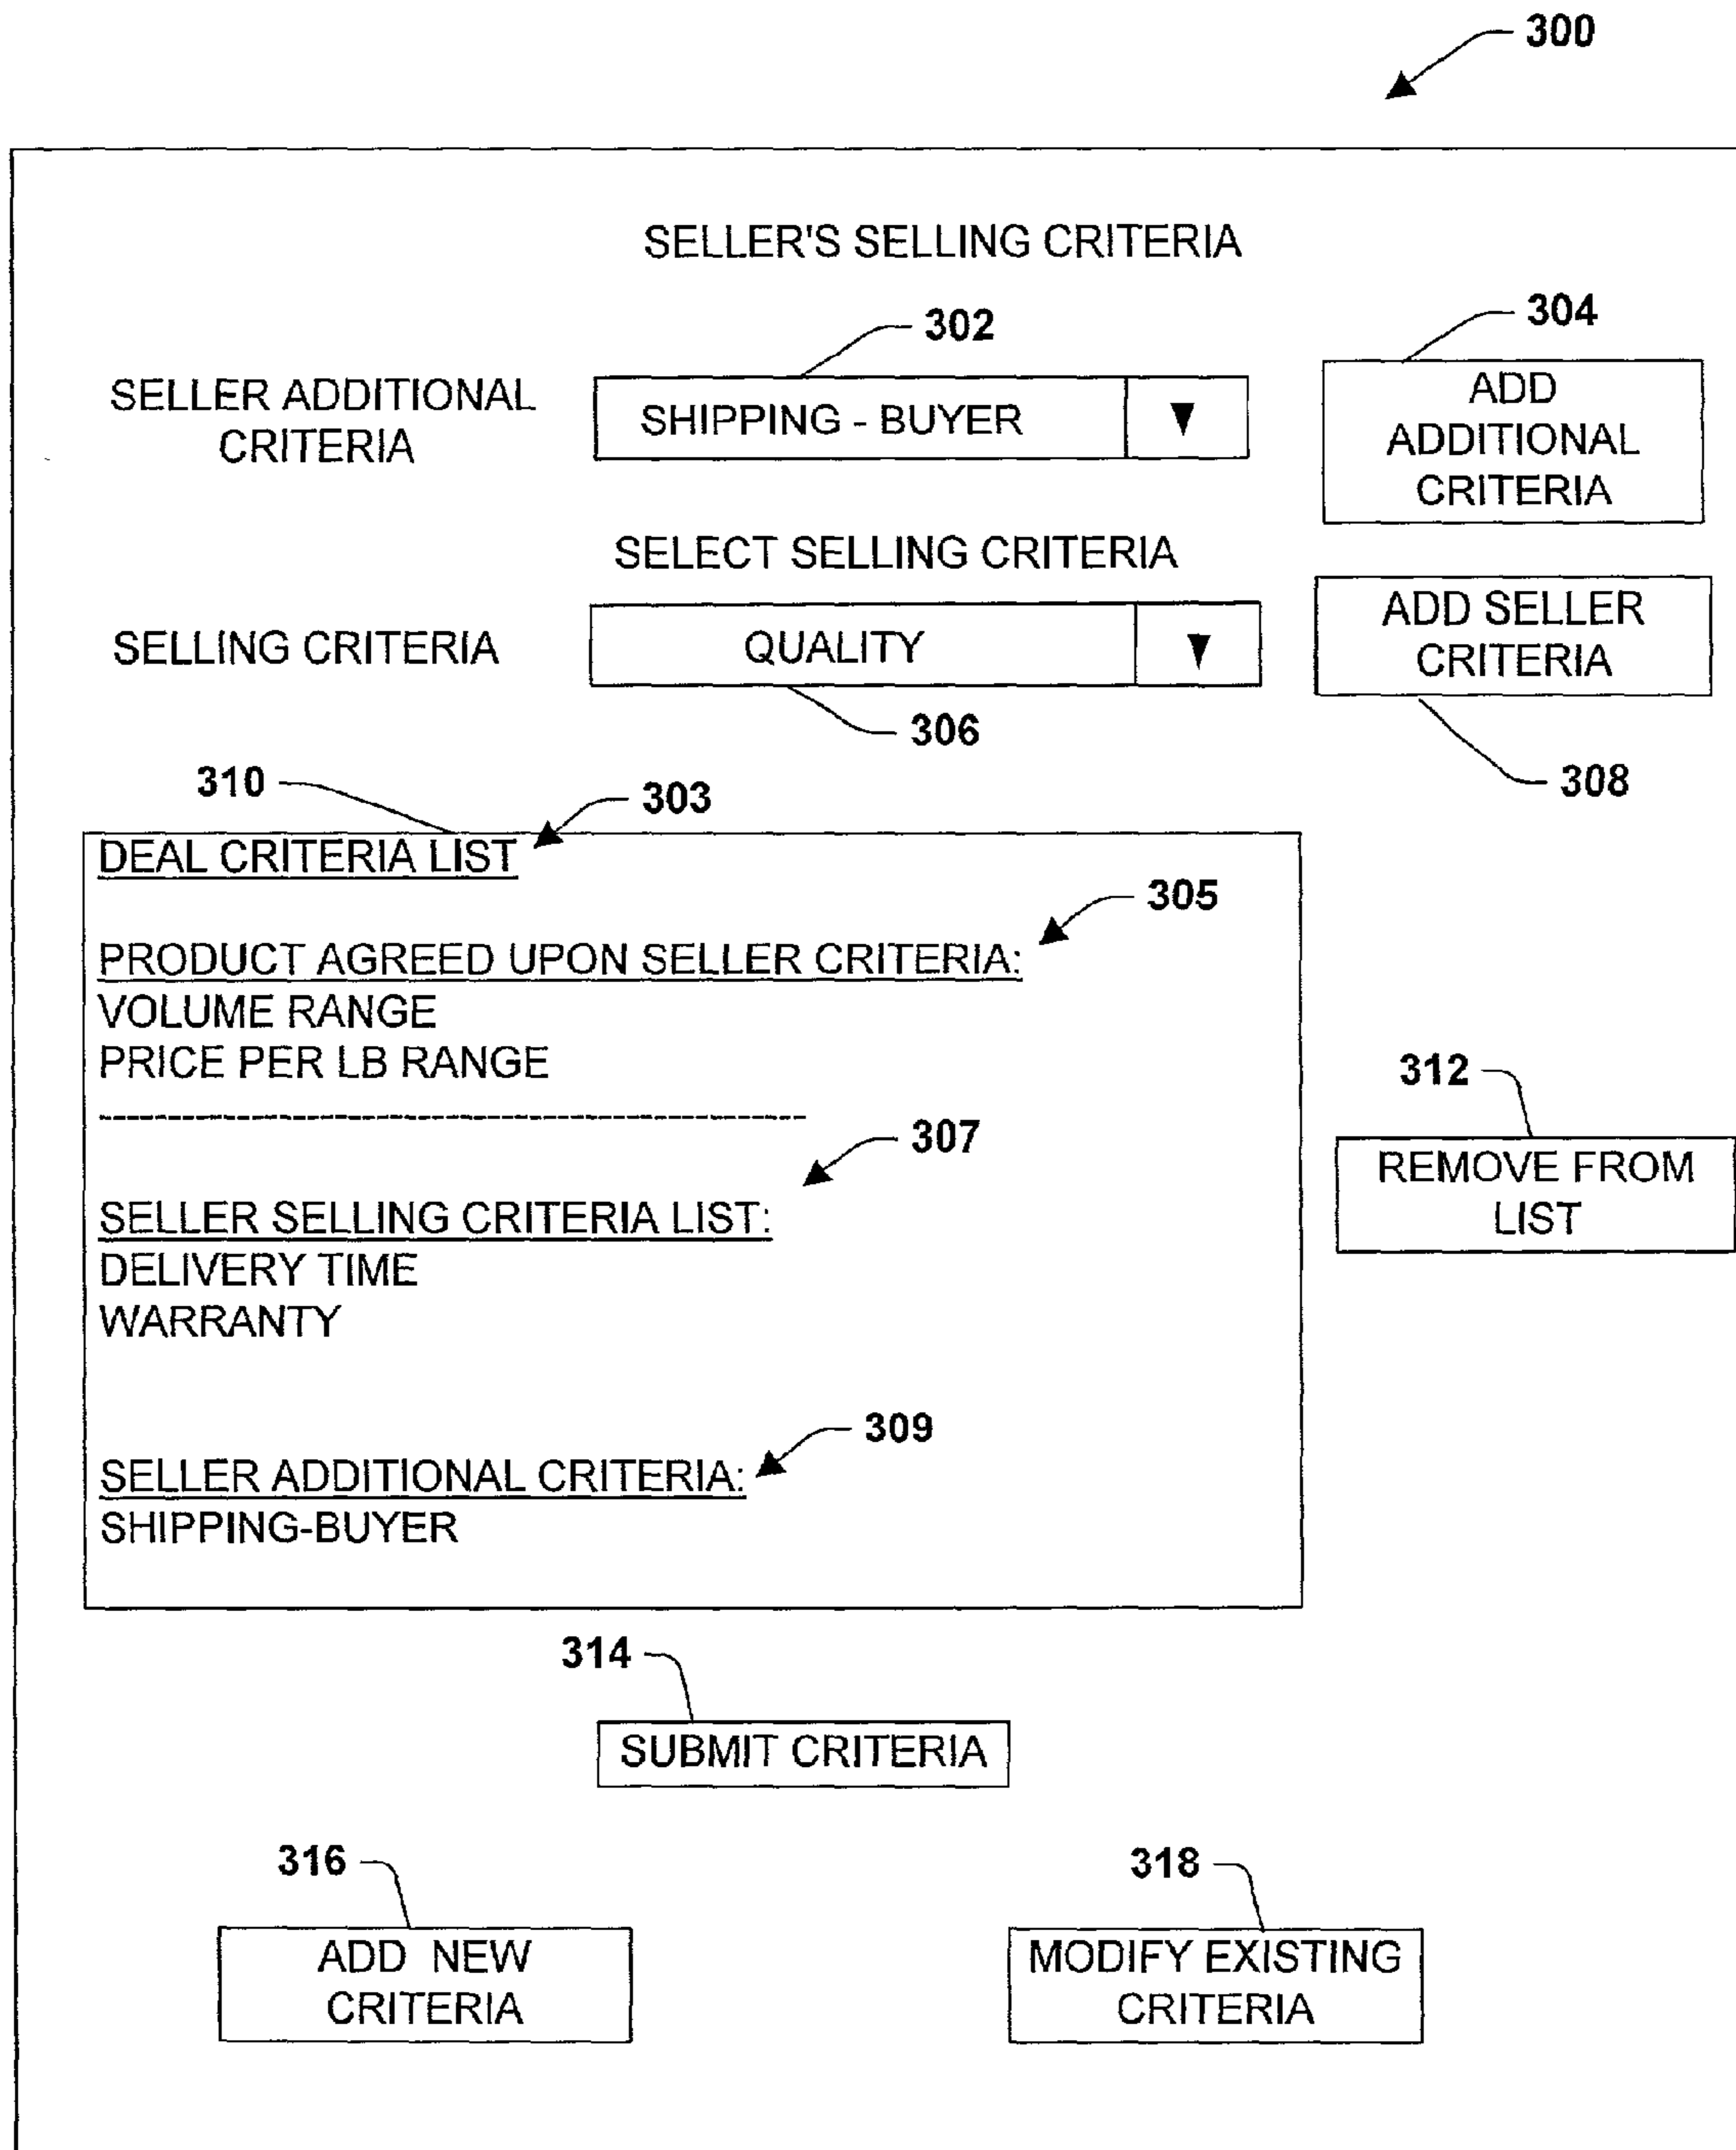 300
SELLER'S SELLING CRITERIA
302
304
SELLER ADDITIONAL
CRITERIA
SHIPPING - BUYER
ADD
ADDITIONAL
CRITERIA
SELECT SELLING CRITERIA
SELLING CRITERIA
QUALITY
ADD SELLER
CRITERIA
306
308
310
303
DEAL CRITERIA LIST
305
PRODUCT AGREED UPON SELLER CRITERIA:
VOLUME RANGE
PRICE PER LB RANGE
312
307
REMOVE FROM
LIST
SELLER SELLING CRITERIA LIST:
DELIVERY TIME
WARRANTY
309
SELLER ADDITIONAL CRITERIA:
SHIPPING-BUYER
314
SUBMIT CRITERIA
316
318
ADD NEW
CRITERIA
MODIFY EXISTING
CRITERIA